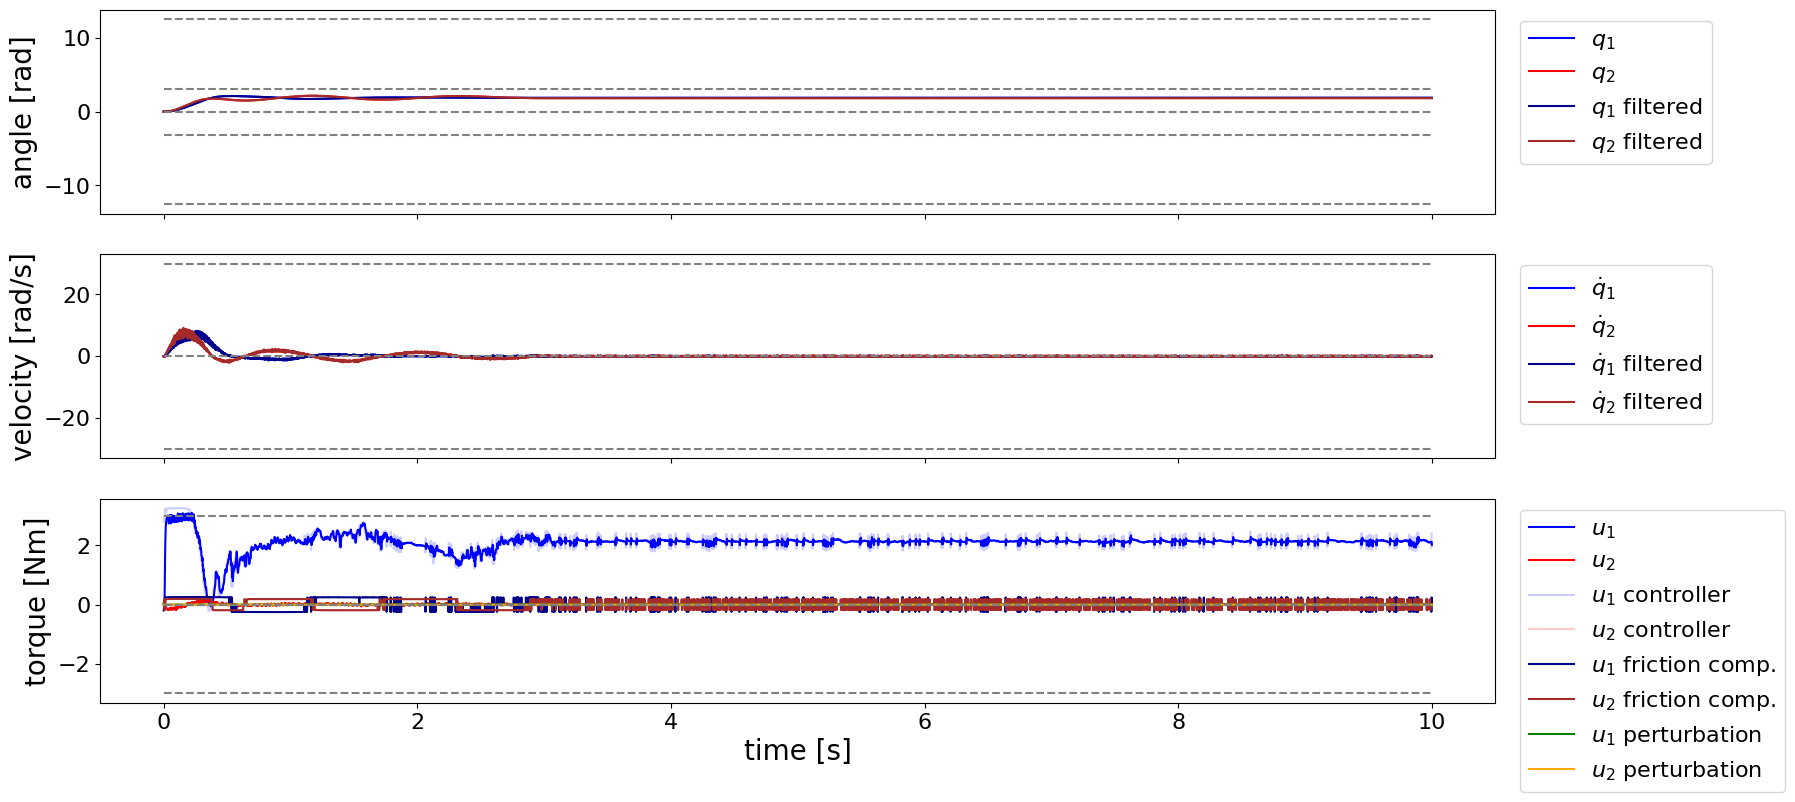 angle [rad]
10
0
−10
q₁
q₂
q₁ filtered
q₂ filtered
velocity [rad/s]
20
0
−20
q̇₁
q̇₂
q̇₁ filtered
q̇₂ filtered
torque [Nm]
2
0
−2
0 2 4 6 8 10
time [s]
u₁
u₂
u₁ controller
u₂ controller
u₁ friction comp.
u₂ friction comp.
u₁ perturbation
u₂ perturbation